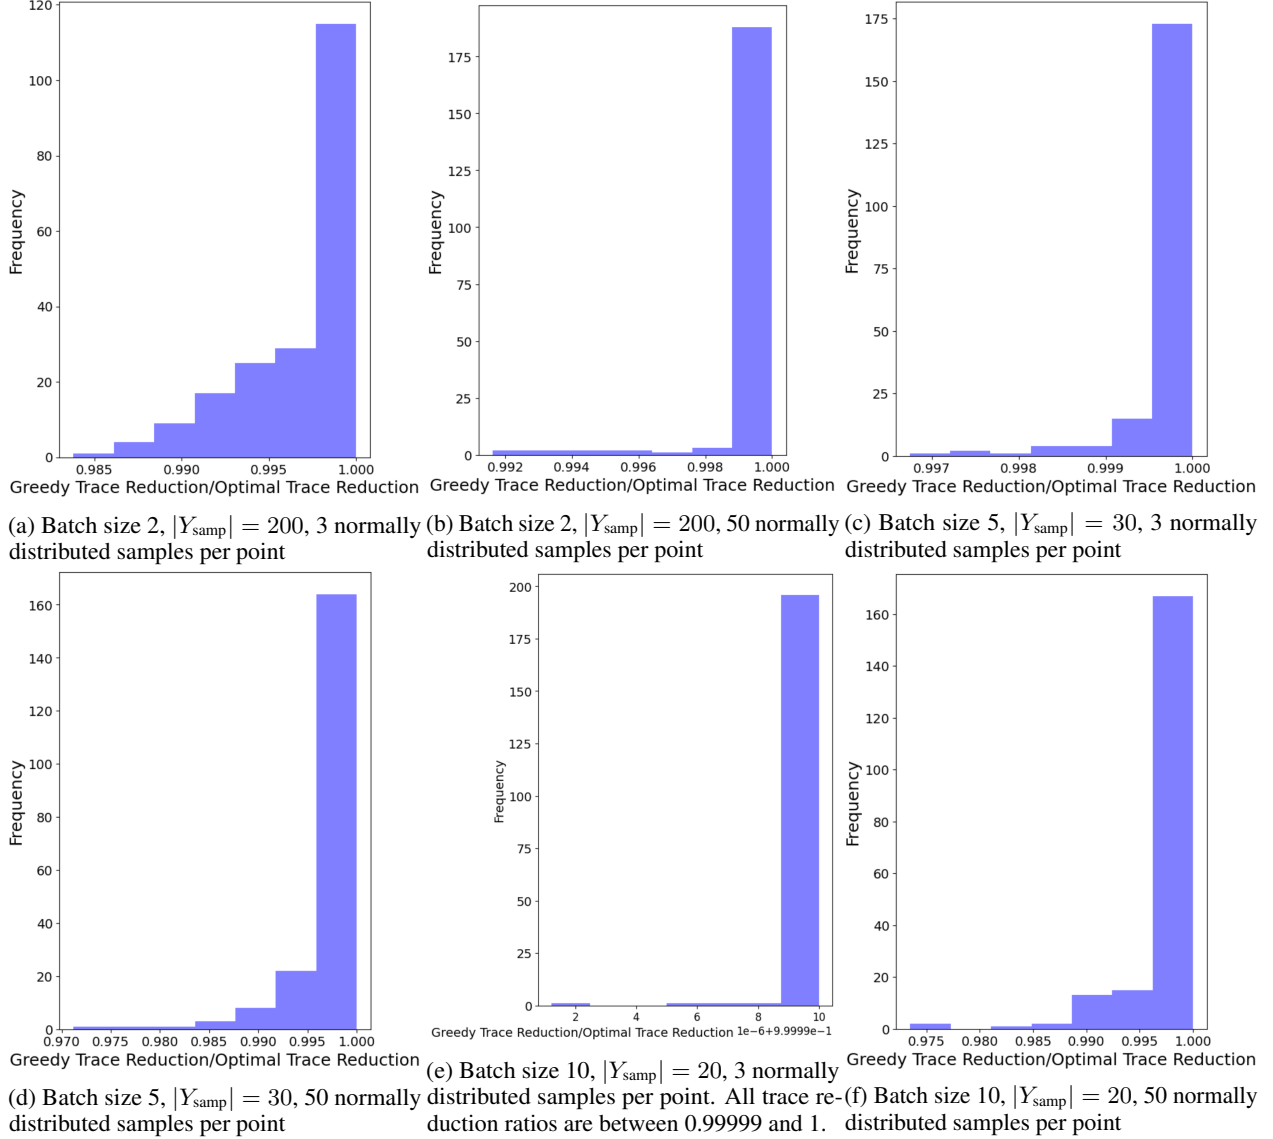 120
100
80
60
40
20
0
Frequency
0.985 0.990 0.995 1.000
Greedy Trace Reduction/Optimal Trace Reduction
(a) Batch size 2, |Y_samp| = 200, 3 normally
distributed samples per point
175
150
125
100
75
50
25
0
Frequency
0.992 0.994 0.996 0.998 1.000
Greedy Trace Reduction/Optimal Trace Reduction
(b) Batch size 2, |Y_samp| = 200, 50 normally
distributed samples per point
175
150
125
100
75
50
25
0
Frequency
0.997 0.998 0.999 1.000
Greedy Trace Reduction/Optimal Trace Reduction
(c) Batch size 5, |Y_samp| = 30, 3 normally
distributed samples per point
160
140
120
100
80
60
40
20
0
Frequency
0.970 0.975 0.980 0.985 0.990 0.995 1.000
Greedy Trace Reduction/Optimal Trace Reduction
(d) Batch size 5, |Y_samp| = 30, 50 normally
distributed samples per point
200
175
150
125
100
75
50
25
0
Frequency
2 4 6 8 10
Greedy Trace Reduction/Optimal Trace Reduction 1e−6+9.9999e−1
(e) Batch size 10, |Y_samp| = 20, 3 normally
distributed samples per point. All trace re-
duction ratios are between 0.99999 and 1.
160
140
120
100
80
60
40
20
0
Frequency
0.975 0.980 0.985 0.990 0.995 1.000
Greedy Trace Reduction/Optimal Trace Reduction
(f) Batch size 10, |Y_samp| = 20, 50 normally
distributed samples per point